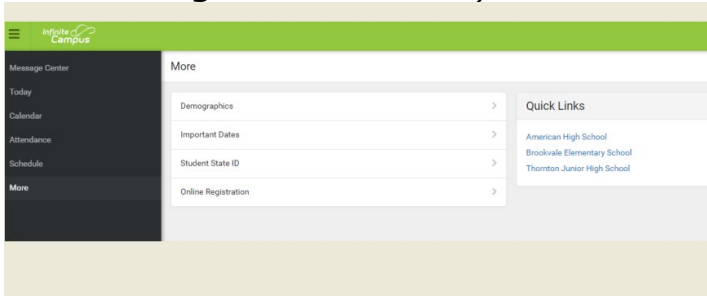 Infinite
Campus
Message Center
Today
Calendar
Attendance
Schedule
More
More
Demographics
Important Dates
Student State ID
Online Registration
Quick Links
American High School
Brookvale Elementary School
Thornton Junior High School